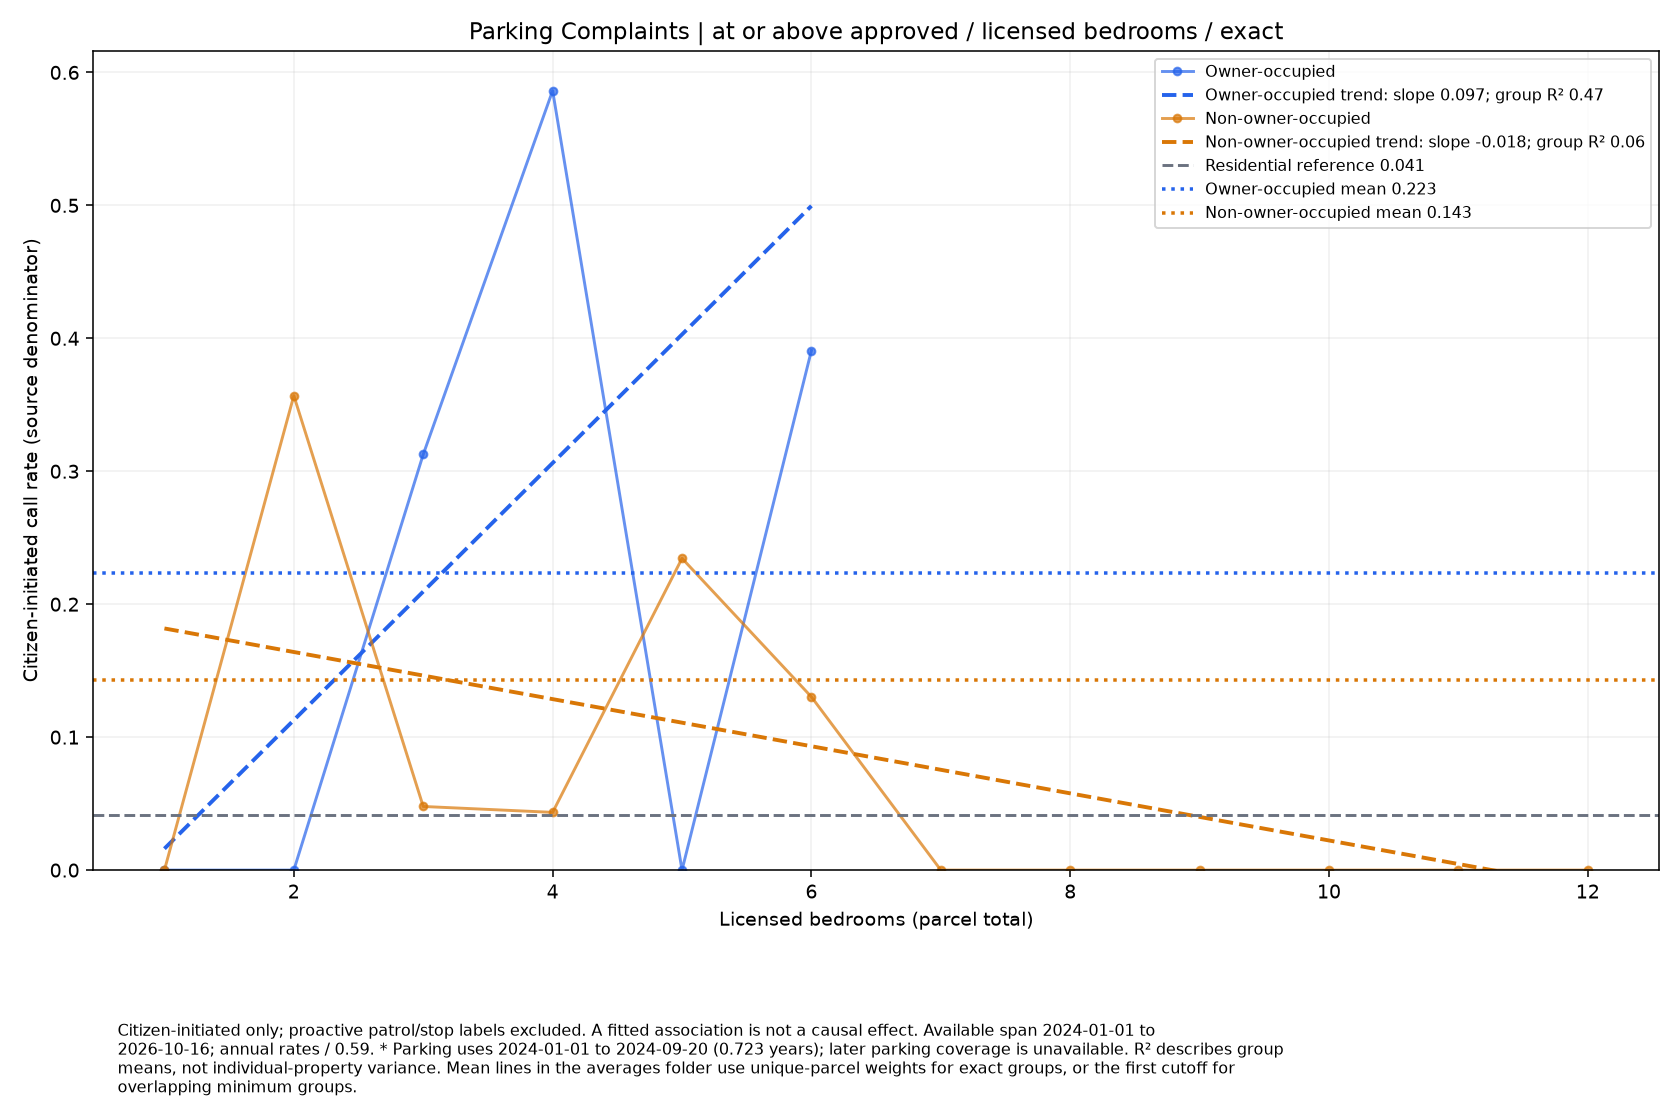 Parking Complaints | at or above approved / licensed bedrooms / exact
Owner-occupied
Owner-occupied trend: slope 0.097; group R² 0.47
Non-owner-occupied
Non-owner-occupied trend: slope -0.018; group R² 0.06
Residential reference 0.041
Owner-occupied mean 0.223
Non-owner-occupied mean 0.143
Citizen-initiated call rate (source denominator)
0.6
0.5
0.4
0.3
0.2
0.1
0.0
2 4 6 8 10 12
Licensed bedrooms (parcel total)
Citizen-initiated only; proactive patrol/stop labels excluded. A fitted association is not a causal effect. Available span 2024-01-01 to
2026-10-16; annual rates / 0.59. * Parking uses 2024-01-01 to 2024-09-20 (0.723 years); later parking coverage is unavailable. R² describes group
means, not individual-property variance. Mean lines in the averages folder use unique-parcel weights for exact groups, or the first cutoff for
overlapping minimum groups.